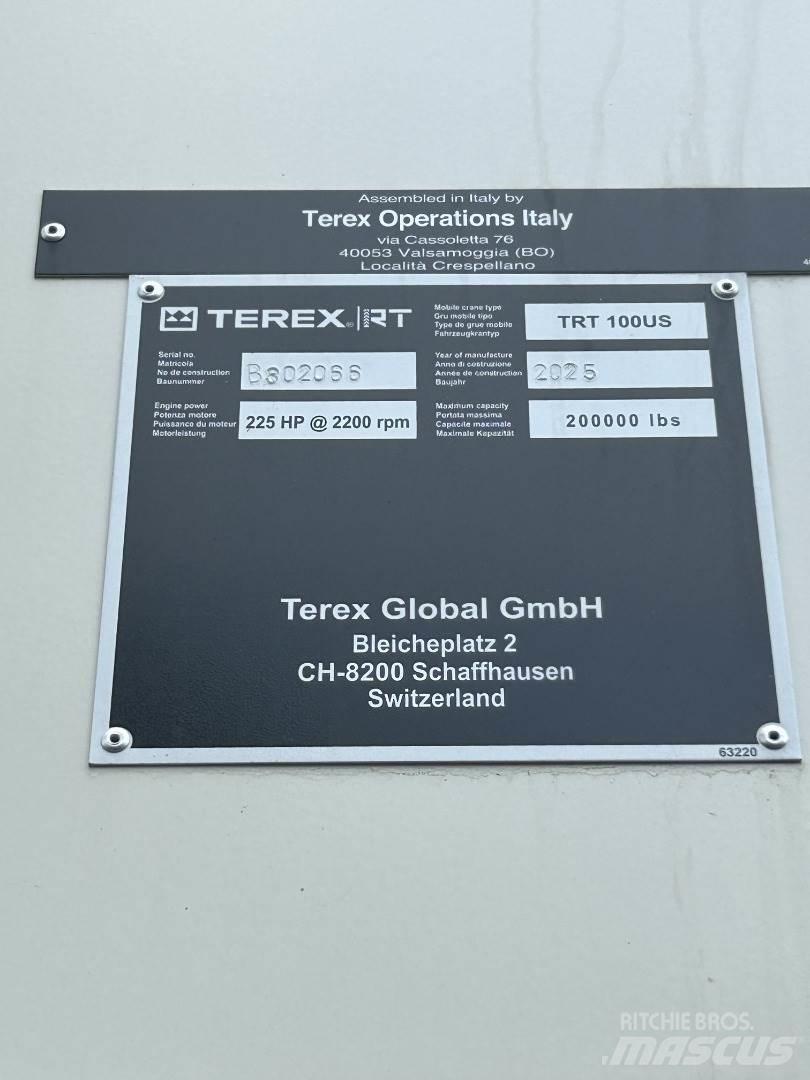 Assembled in Italy by
Terex Operations Italy
via Cassoletta 76
40053 Valsamoggia (BO)
Località Crespellano
TEREX® RT
Mobile crane type
Gru mobile tipo
Type de grue mobile
Fahrzeugkrantyp
TRT 100US
Serial no.
Matricola
No de construction
Baunummer
B802066
Year of manufacture
Anno di costruzione
Année de construction
Baujahr
2025
Engine power
Potenza motore
Puissance du moteur
Motorleistung
225 HP @ 2200 rpm
Maximum capacity
Portata massima
Capacité maximale
Maximale Kapazität
200000 lbs
Terex Global GmbH
Bleicheplatz 2
CH-8200 Schaffhausen
Switzerland
63220
RITCHIE BROS.
MASCUS